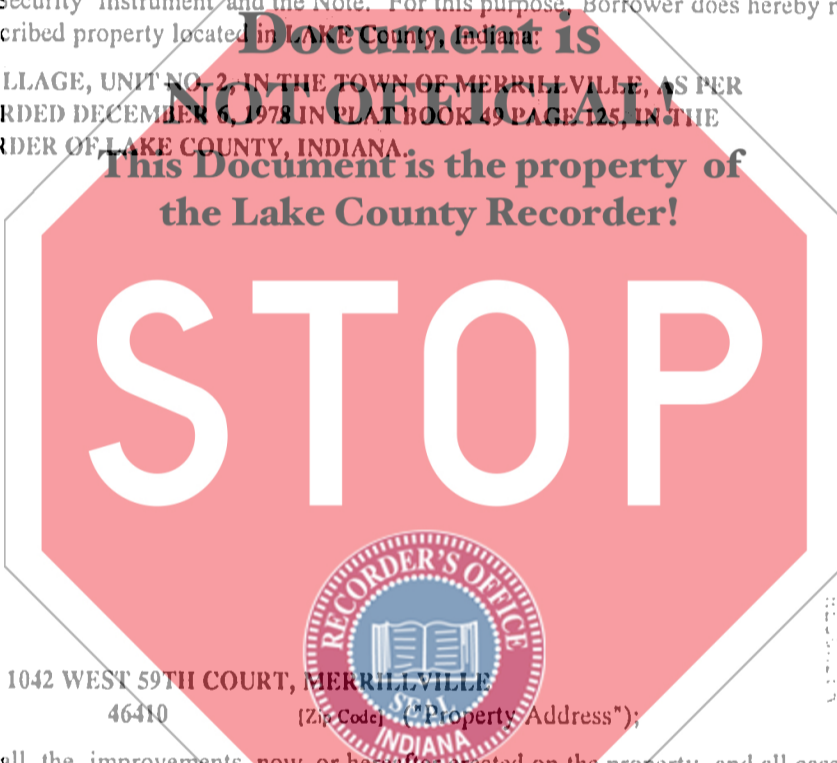 Security Instrument and the Note. For this purpose, Borrower does hereby
cribed property located in LAKE County, Indiana:
Document is
LLAGE, UNIT NO. 2, IN THE TOWN OF MERRILLVILLE, AS PER
NOT OFFICIAL!
RDED DECEMBER 6, 1978 IN PLAT BOOK 49 PAGE 125, IN THE
RDER OF LAKE COUNTY, INDIANA.
This Document is the property of
the Lake County Recorder!
STOP
RECORDER'S OFFICE
SEAL
INDIANA
1042 WEST 59TH COURT, MERRILLVILLE
46410 [Zip Code] ("Property Address");
all the improvements now or hereafter erected on the property, and all